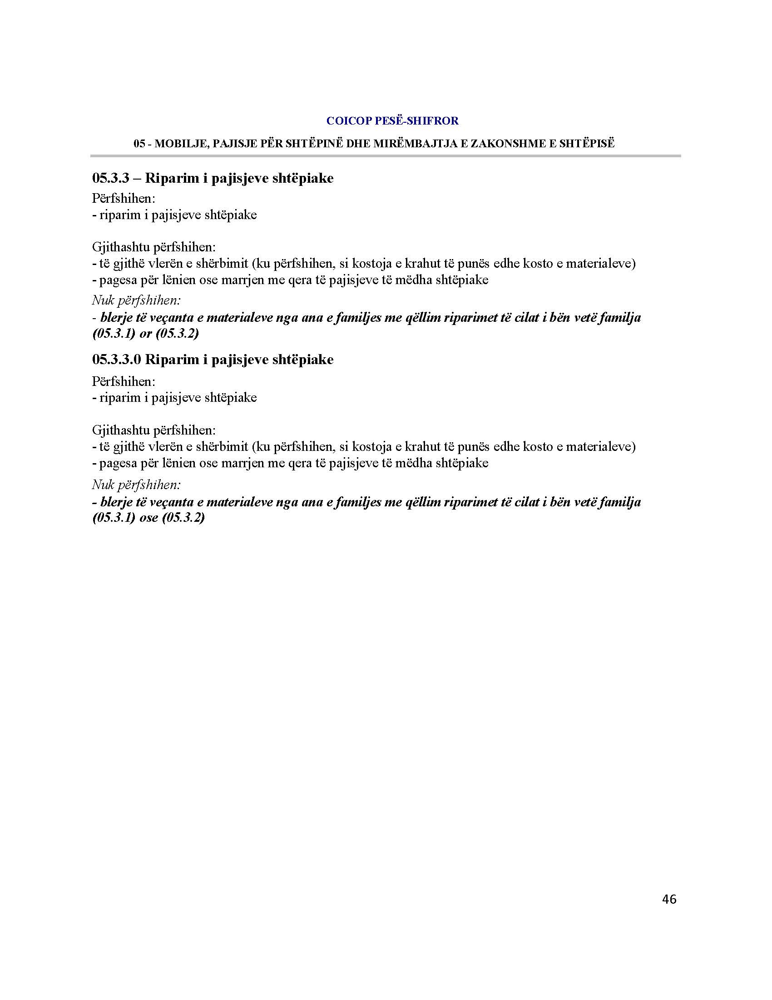 COICOP PESË-SHIFROR
05 - MOBILJE, PAJISJE PËR SHTËPINË DHE MIRËMBAJTJA E ZAKONSHME E SHTËPISË
05.3.3 – Riparim i pajisjeve shtëpiake
Përfshihen:
- riparim i pajisjeve shtëpiake
Gjithashtu përfshihen:
- të gjithë vlerën e shërbimit (ku përfshihen, si kostoja e krahut të punës edhe kosto e materialeve)
- pagesa për lënien ose marrjen me qera të pajisjeve të mëdha shtëpiake
Nuk përfshihen:
- blerje të veçanta e materialeve nga ana e familjes me qëllim riparimet të cilat i bën vetë familja
(05.3.1) or (05.3.2)
05.3.3.0 Riparim i pajisjeve shtëpiake
Përfshihen:
- riparim i pajisjeve shtëpiake
Gjithashtu përfshihen:
- të gjithë vlerën e shërbimit (ku përfshihen, si kostoja e krahut të punës edhe kosto e materialeve)
- pagesa për lënien ose marrjen me qera të pajisjeve të mëdha shtëpiake
Nuk përfshihen:
- blerje të veçanta e materialeve nga ana e familjes me qëllim riparimet të cilat i bën vetë familja
(05.3.1) ose (05.3.2)
46